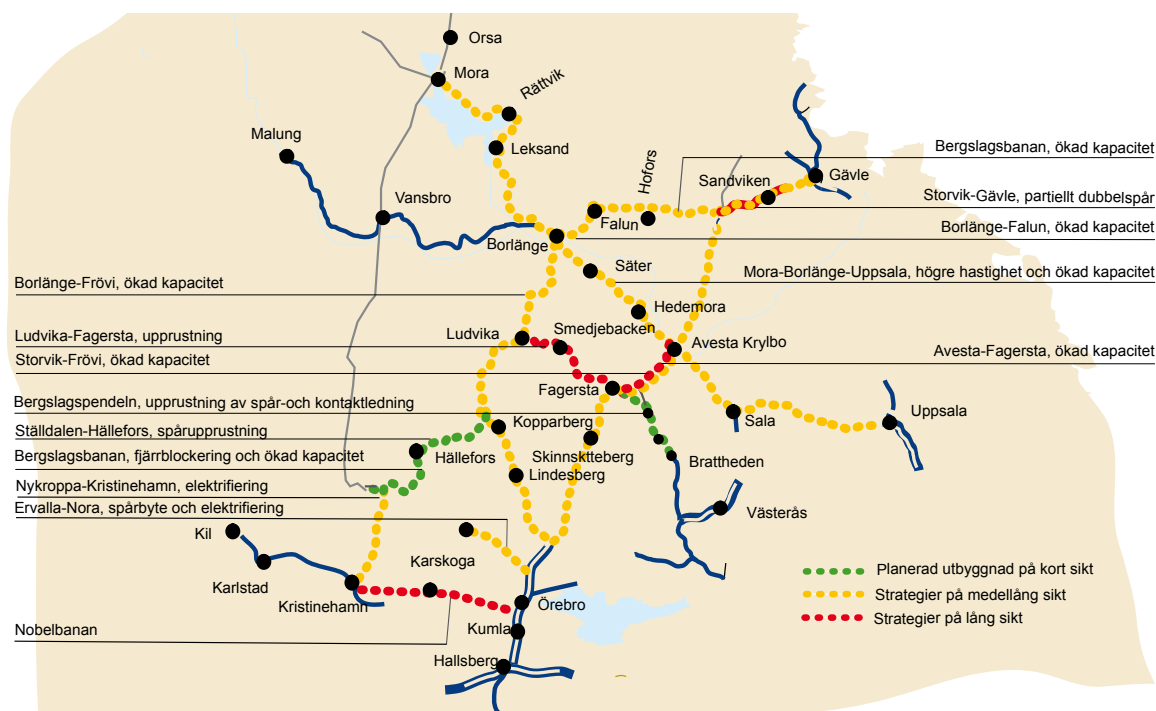 Orsa
Mora
Rättvik
Malung
Leksand
Hofors
Bergslagsbanan, ökad kapacitet
Sandviken
Gävle
Vansbro
Storvik-Gävle, partiellt dubbelspår
Falun
Borlänge
Borlänge-Falun, ökad kapacitet
Säter
Mora-Borlänge-Uppsala, högre hastighet och ökad kapacitet
Borlänge-Frövi, ökad kapacitet
Hedemora
Ludvika-Fagersta, upprustning
Ludvika
Smedjebacken
Avesta Krylbo
Storvik-Frövi, ökad kapacitet
Avesta-Fagersta, ökad kapacitet
Fagersta
Bergslagspendeln, upprustning av spår-och kontaktledning
Uppsala
Sala
Kopparberg
Ställdalen-Hällefors, spårupprustning
Hällefors
Skinnsktteberg
Bergslagsbanan, fjärrblockering och ökad kapacitet
Brattheden
Lindesberg
Nykroppa-Kristinehamn, elektrifiering
Ervalla-Nora, spårbyte och elektrifiering
Västerås
Kil
Karskoga
Planerad utbyggnad på kort sikt
Karlstad
Strategier på medellång sikt
Kristinehamn
Örebro
Strategier på lång sikt
Nobelbanan
Kumla
Hallsberg